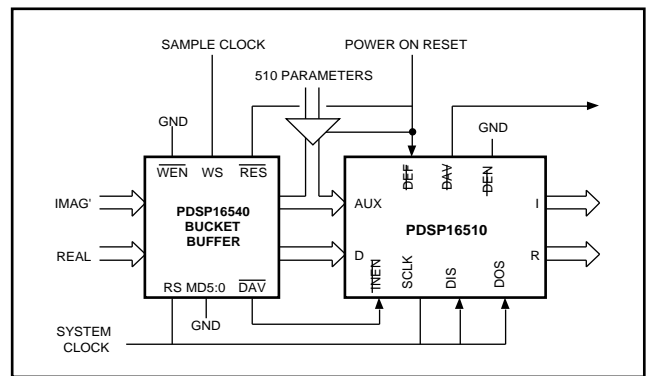 SAMPLE CLOCK
POWER ON RESET
510 PARAMETERS
GND
GND
WEN WS RES
DEF DAV DEN
IMAG'
PDSP16540
BUCKET
BUFFER
AUX
PDSP16510
I
REAL
D
R
RS MD5:0 DAV
INEN SCLK DIS DOS
GND
SYSTEM
CLOCK